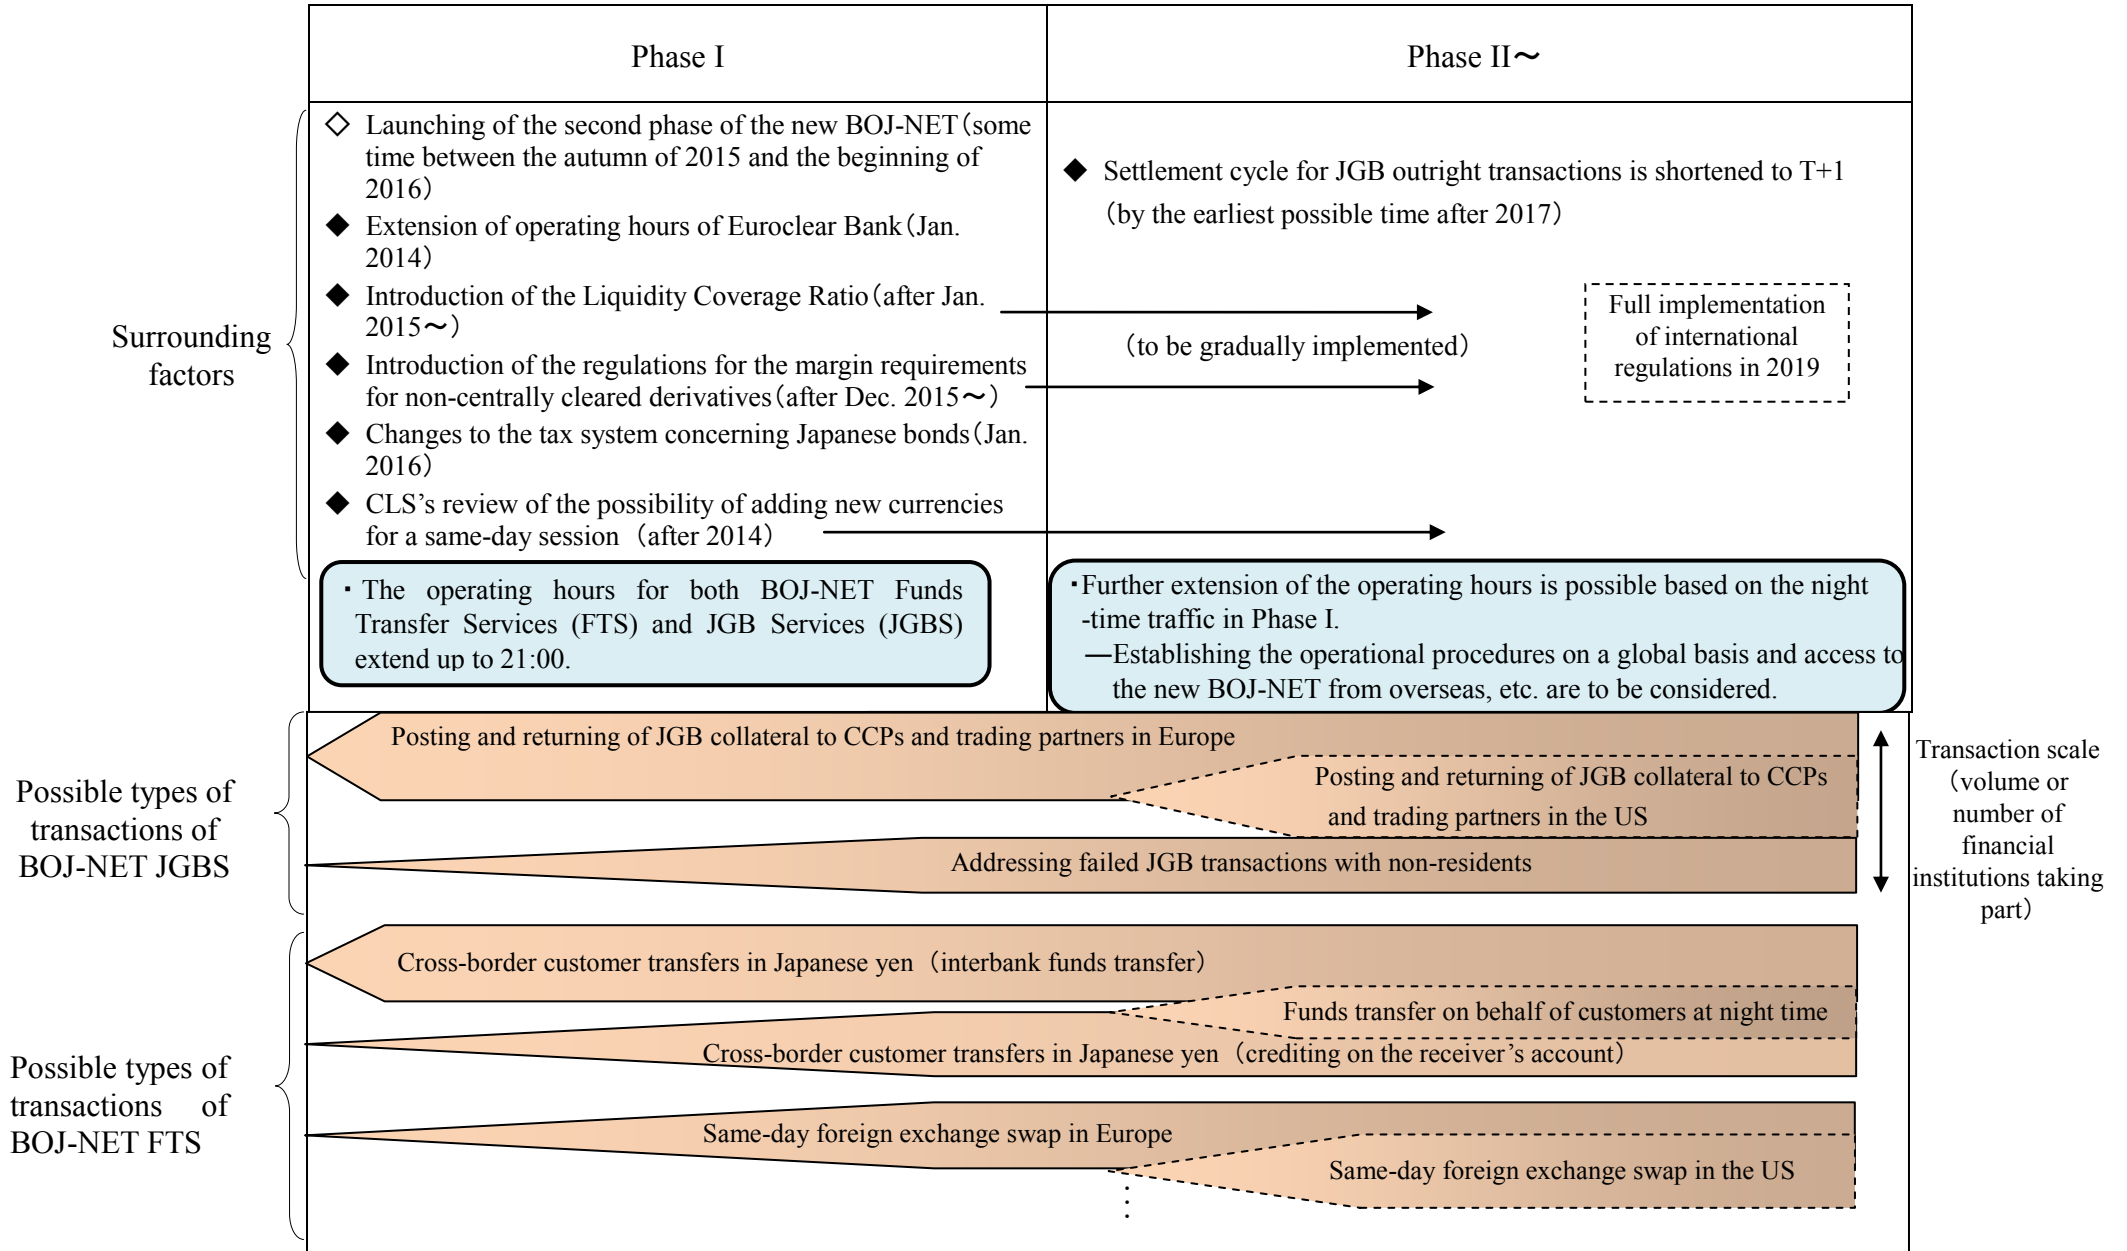 Phase I
Phase II～
Surrounding
factors
◇ Launching of the second phase of the new BOJ-NET（some
time between the autumn of 2015 and the beginning of
2016）
◆ Extension of operating hours of Euroclear Bank（Jan.
2014）
◆ Introduction of the Liquidity Coverage Ratio（after Jan.
2015～）
◆ Introduction of the regulations for the margin requirements
for non-centrally cleared derivatives（after Dec. 2015～）
◆ Changes to the tax system concerning Japanese bonds（Jan.
2016）
◆ CLS’s review of the possibility of adding new currencies
for a same-day session（after 2014）
◆ Settlement cycle for JGB outright transactions is shortened to T+1
（by the earliest possible time after 2017）
（to be gradually implemented）
Full implementation
of international
regulations in 2019
・The operating hours for both BOJ-NET Funds
Transfer Services (FTS) and JGB Services (JGBS)
extend up to 21:00.
・Further extension of the operating hours is possible based on the night
-time traffic in Phase I.
―Establishing the operational procedures on a global basis and access to
the new BOJ-NET from overseas, etc. are to be considered.
Possible types of
transactions of
BOJ-NET JGBS
Posting and returning of JGB collateral to CCPs and trading partners in Europe
Posting and returning of JGB collateral to CCPs
and trading partners in the US
Addressing failed JGB transactions with non-residents
Transaction scale
（volume or
number of
financial
institutions taking
part）
Possible types of
transactions of
BOJ-NET FTS
Cross-border customer transfers in Japanese yen（interbank funds transfer）
Funds transfer on behalf of customers at night time
Cross-border customer transfers in Japanese yen（crediting on the receiver’s account）
Same-day foreign exchange swap in Europe
Same-day foreign exchange swap in the US